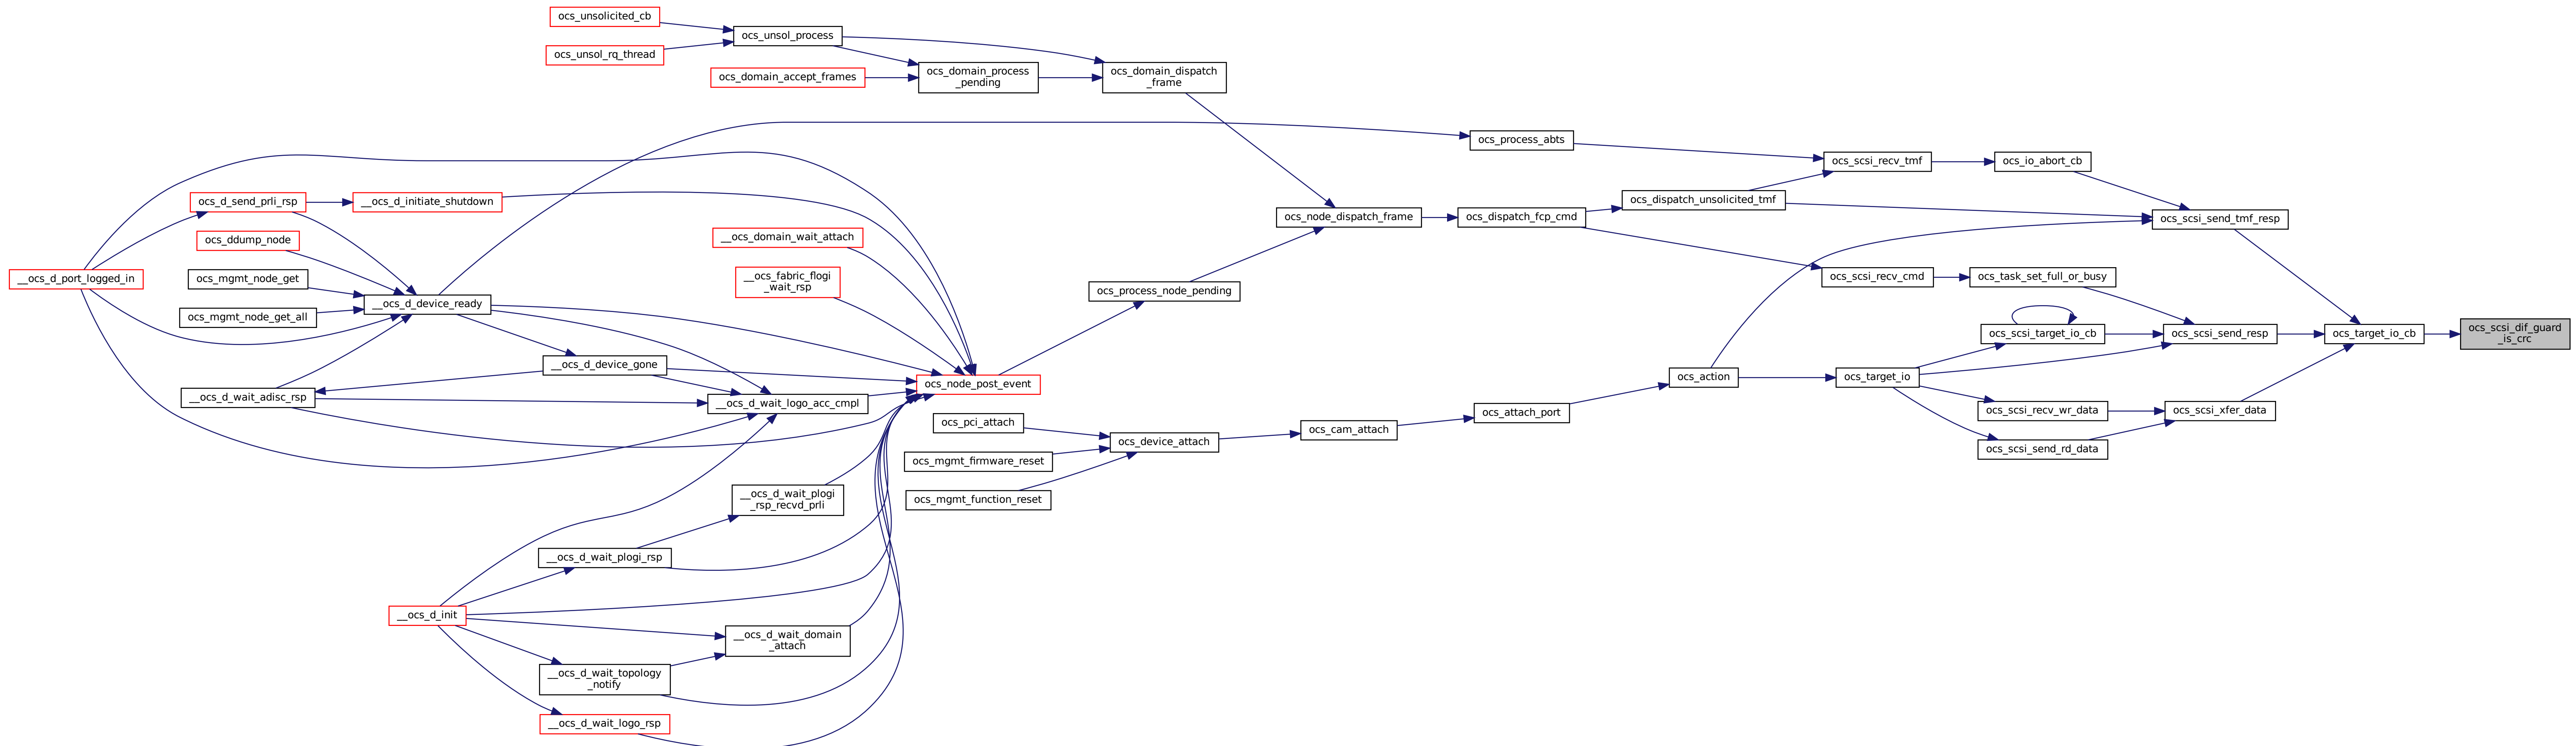 ocs_unsolicited_cb
ocs_unsol_process
ocs_unsol_rq_thread
ocs_domain_accept_frames
ocs_domain_process
_pending
ocs_domain_dispatch
_frame
ocs_process_abts
ocs_scsi_recv_tmf
ocs_io_abort_cb
ocs_d_send_prli_rsp
__ocs_d_initiate_shutdown
ocs_dispatch_unsolicited_tmf
ocs_node_dispatch_frame
ocs_dispatch_fcp_cmd
ocs_scsi_send_tmf_resp
ocs_ddump_node
__ocs_domain_wait_attach
__ocs_d_port_logged_in
ocs_mgmt_node_get
__ocs_fabric_flogi
_wait_rsp
ocs_process_node_pending
ocs_scsi_recv_cmd
ocs_task_set_full_or_busy
__ocs_d_device_ready
ocs_mgmt_node_get_all
ocs_scsi_target_io_cb
ocs_scsi_send_resp
ocs_target_io_cb
ocs_scsi_dif_guard
_is_crc
__ocs_d_device_gone
ocs_node_post_event
ocs_action
ocs_target_io
__ocs_d_wait_adisc_rsp
__ocs_d_wait_logo_acc_cmpl
ocs_pci_attach
ocs_attach_port
ocs_scsi_recv_wr_data
ocs_scsi_xfer_data
ocs_device_attach
ocs_cam_attach
ocs_scsi_send_rd_data
ocs_mgmt_firmware_reset
__ocs_d_wait_plogi
_rsp_recvd_prli
ocs_mgmt_function_reset
__ocs_d_wait_plogi_rsp
__ocs_d_init
__ocs_d_wait_domain
_attach
__ocs_d_wait_topology
_notify
__ocs_d_wait_logo_rsp